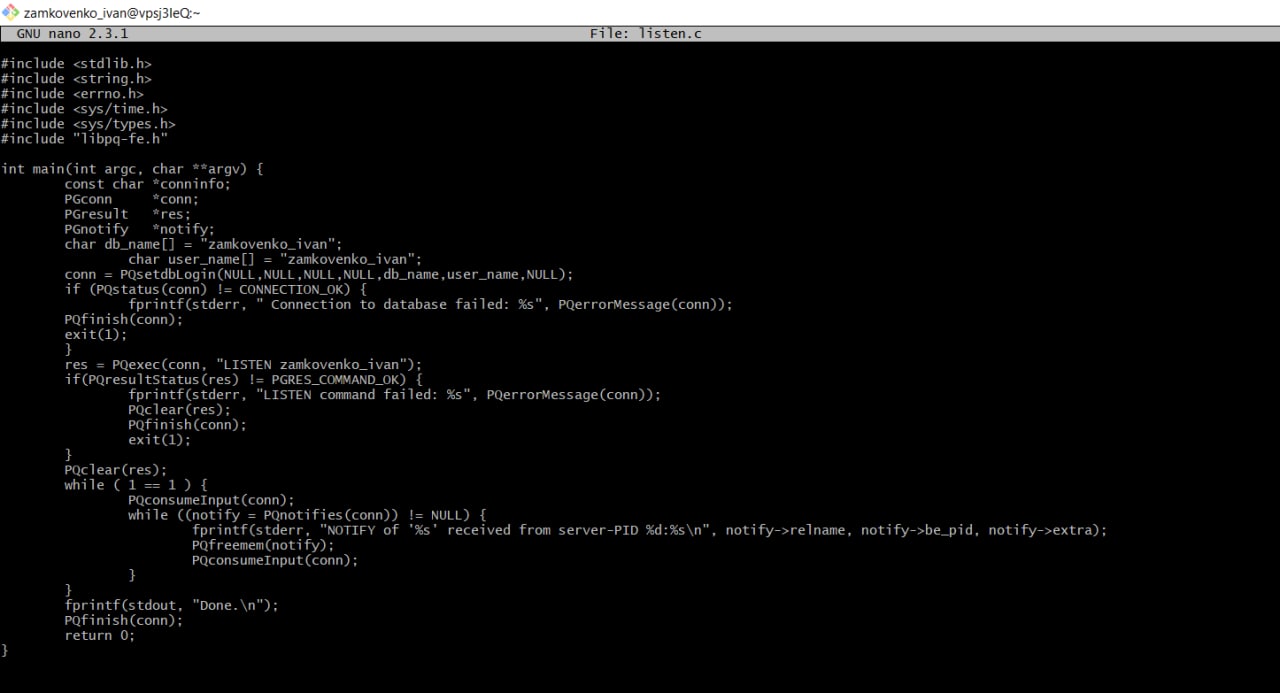 zamkovenko_ivan@vpsj3IeQ:~
GNU nano 2.3.1 File: listen.c
#include <stdlib.h>
#include <string.h>
#include <errno.h>
#include <sys/time.h>
#include <sys/types.h>
#include "libpq-fe.h"
int main(int argc, char **argv) {
        const char *conninfo;
        PGconn     *conn;
        PGresult   *res;
        PGnotify   *notify;
        char db_name[] = "zamkovenko_ivan";
                char user_name[] = "zamkovenko_ivan";
        conn = PQsetdbLogin(NULL,NULL,NULL,NULL,db_name,user_name,NULL);
        if (PQstatus(conn) != CONNECTION_OK) {
                fprintf(stderr, " Connection to database failed: %s", PQerrorMessage(conn));
        PQfinish(conn);
        exit(1);
        }
        res = PQexec(conn, "LISTEN zamkovenko_ivan");
        if(PQresultStatus(res) != PGRES_COMMAND_OK) {
                fprintf(stderr, "LISTEN command failed: %s", PQerrorMessage(conn));
                PQclear(res);
                PQfinish(conn);
                exit(1);
        }
        PQclear(res);
        while ( 1 == 1 ) {
                PQconsumeInput(conn);
                while ((notify = PQnotifies(conn)) != NULL) {
                        fprintf(stderr, "NOTIFY of '%s' received from server-PID %d:%s\n", notify->relname, notify->be_pid, notify->extra);
                        PQfreemem(notify);
                        PQconsumeInput(conn);
                }
        }
        fprintf(stdout, "Done.\n");
        PQfinish(conn);
        return 0;
}